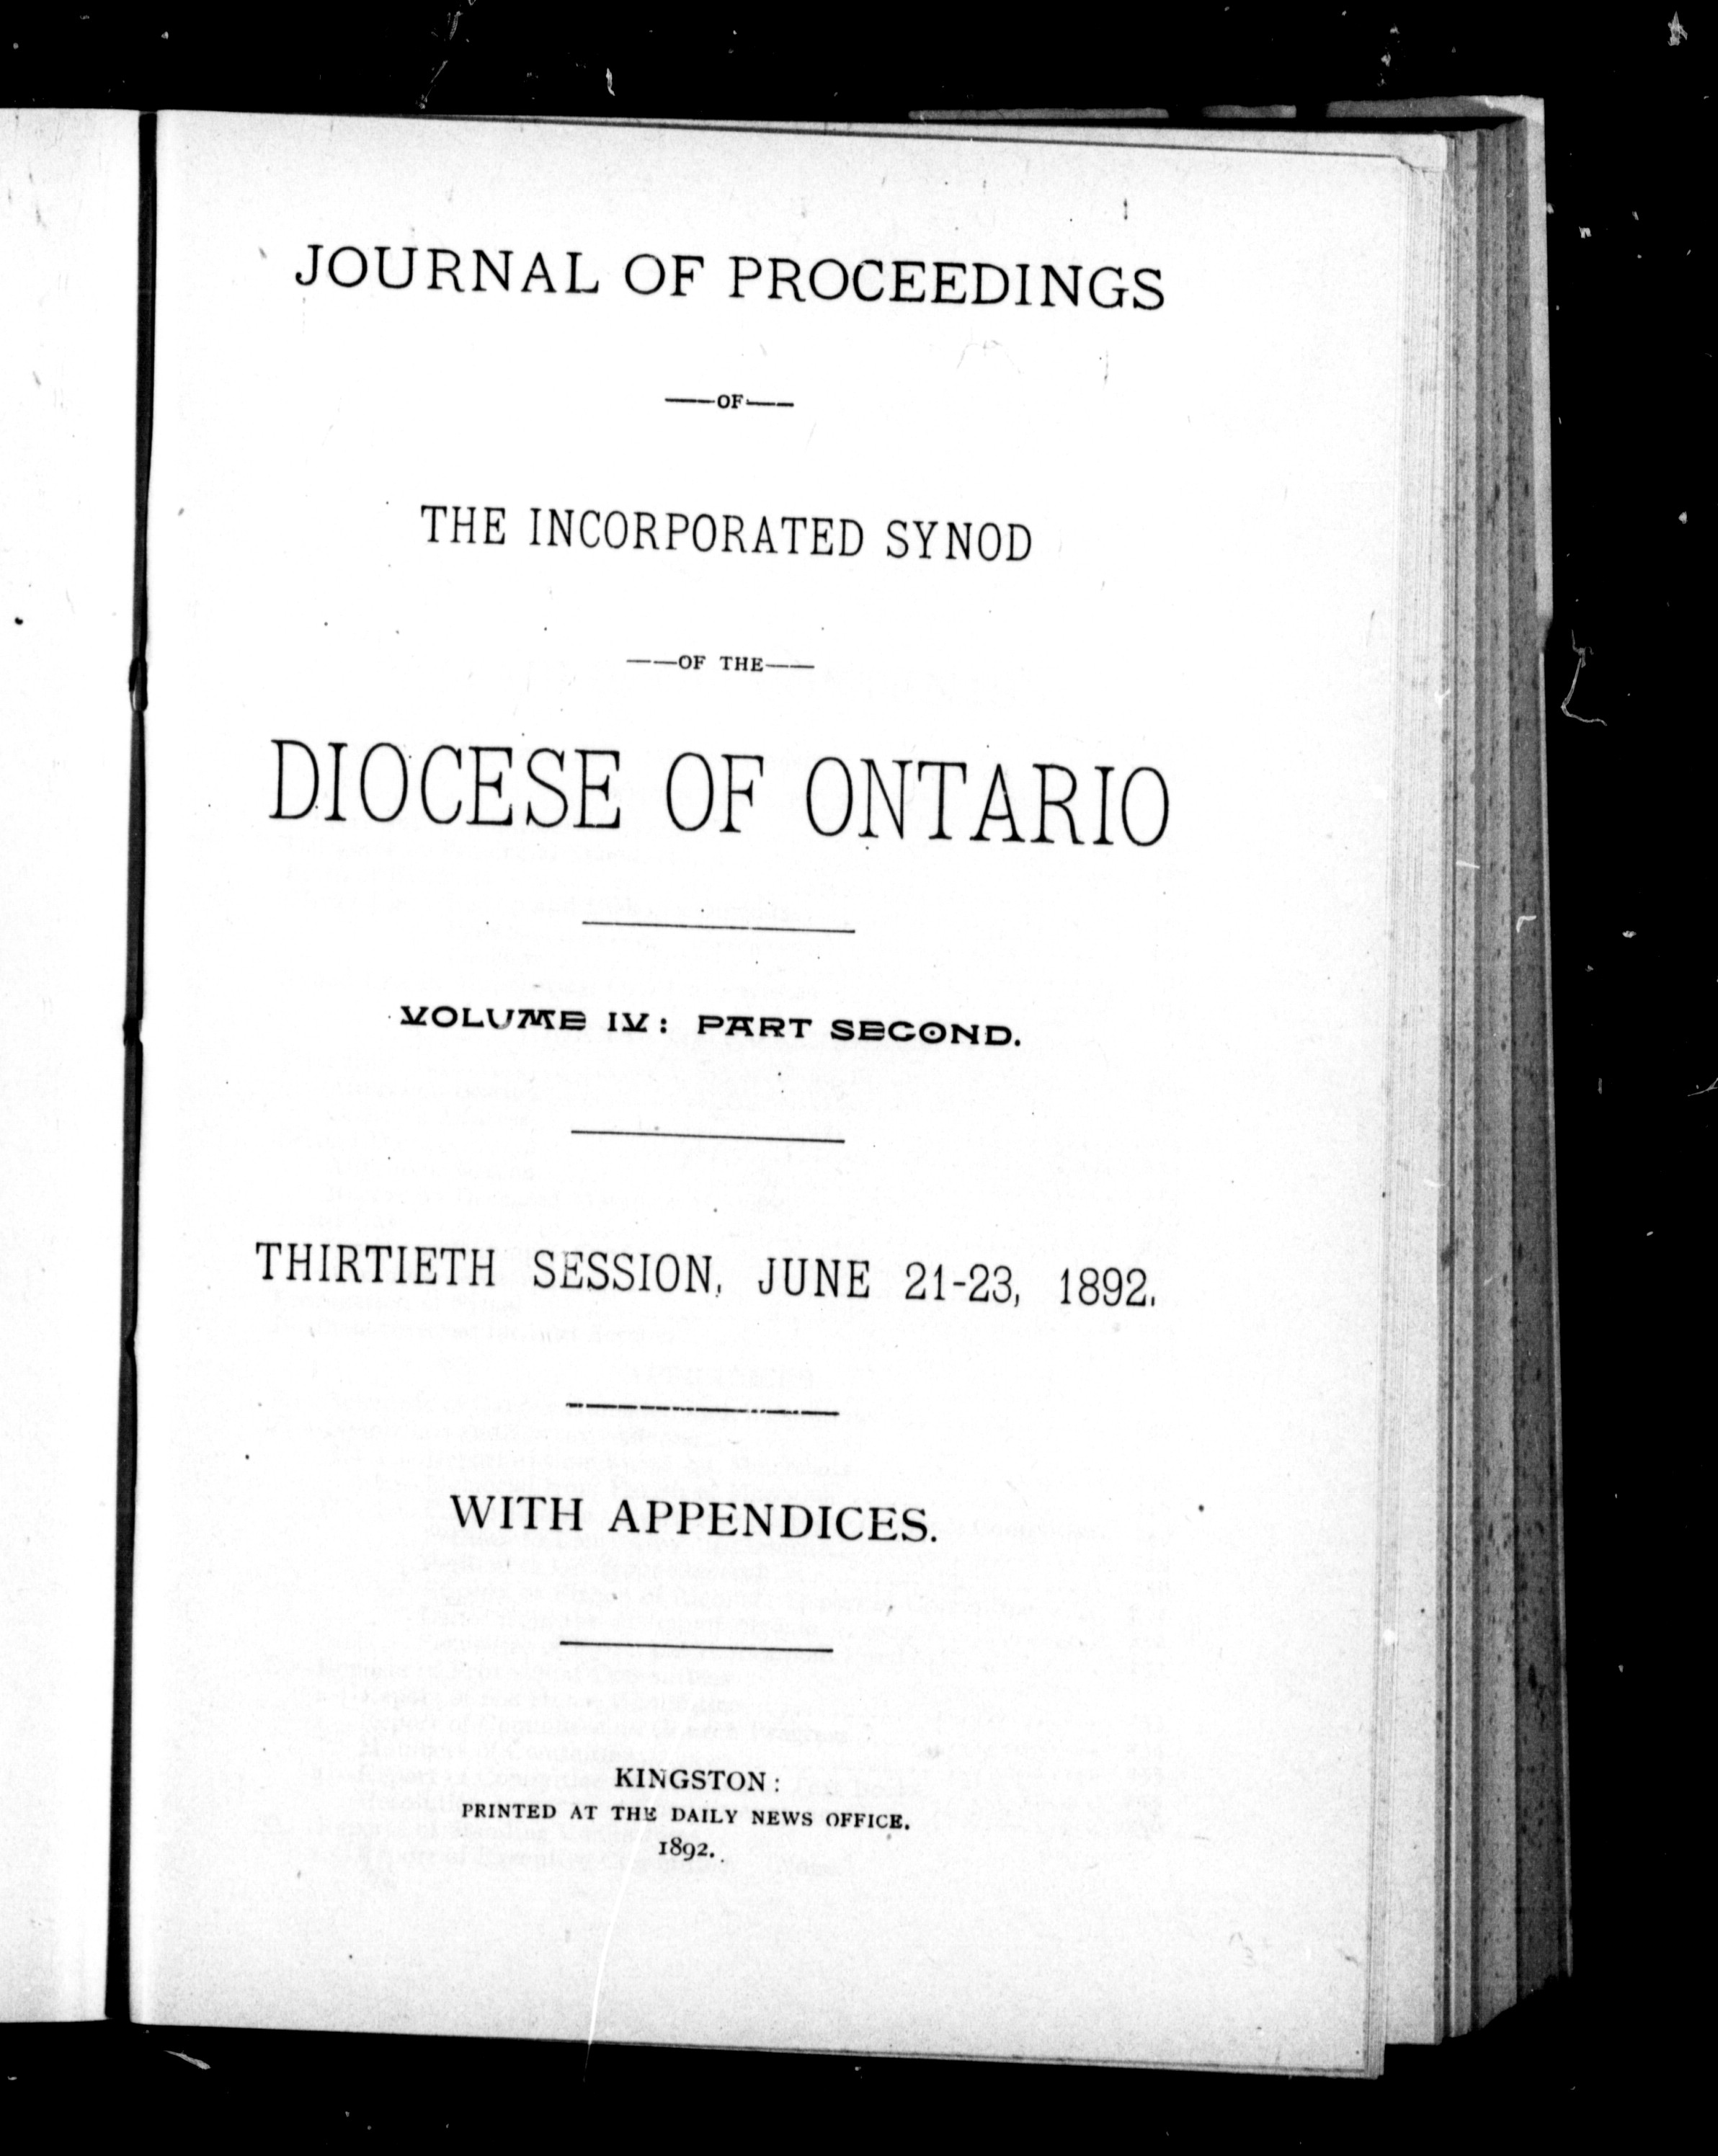 JOURNAL OF PROCEEDINGS
——OF——
THE INCORPORATED SYNOD
——OF THE——
DIOCESE OF ONTARIO
VOLUME IV: PART SECOND.
THIRTIETH SESSION, JUNE 21-23, 1892.
WITH APPENDICES.
KINGSTON:
PRINTED AT THE DAILY NEWS OFFICE.
1892.